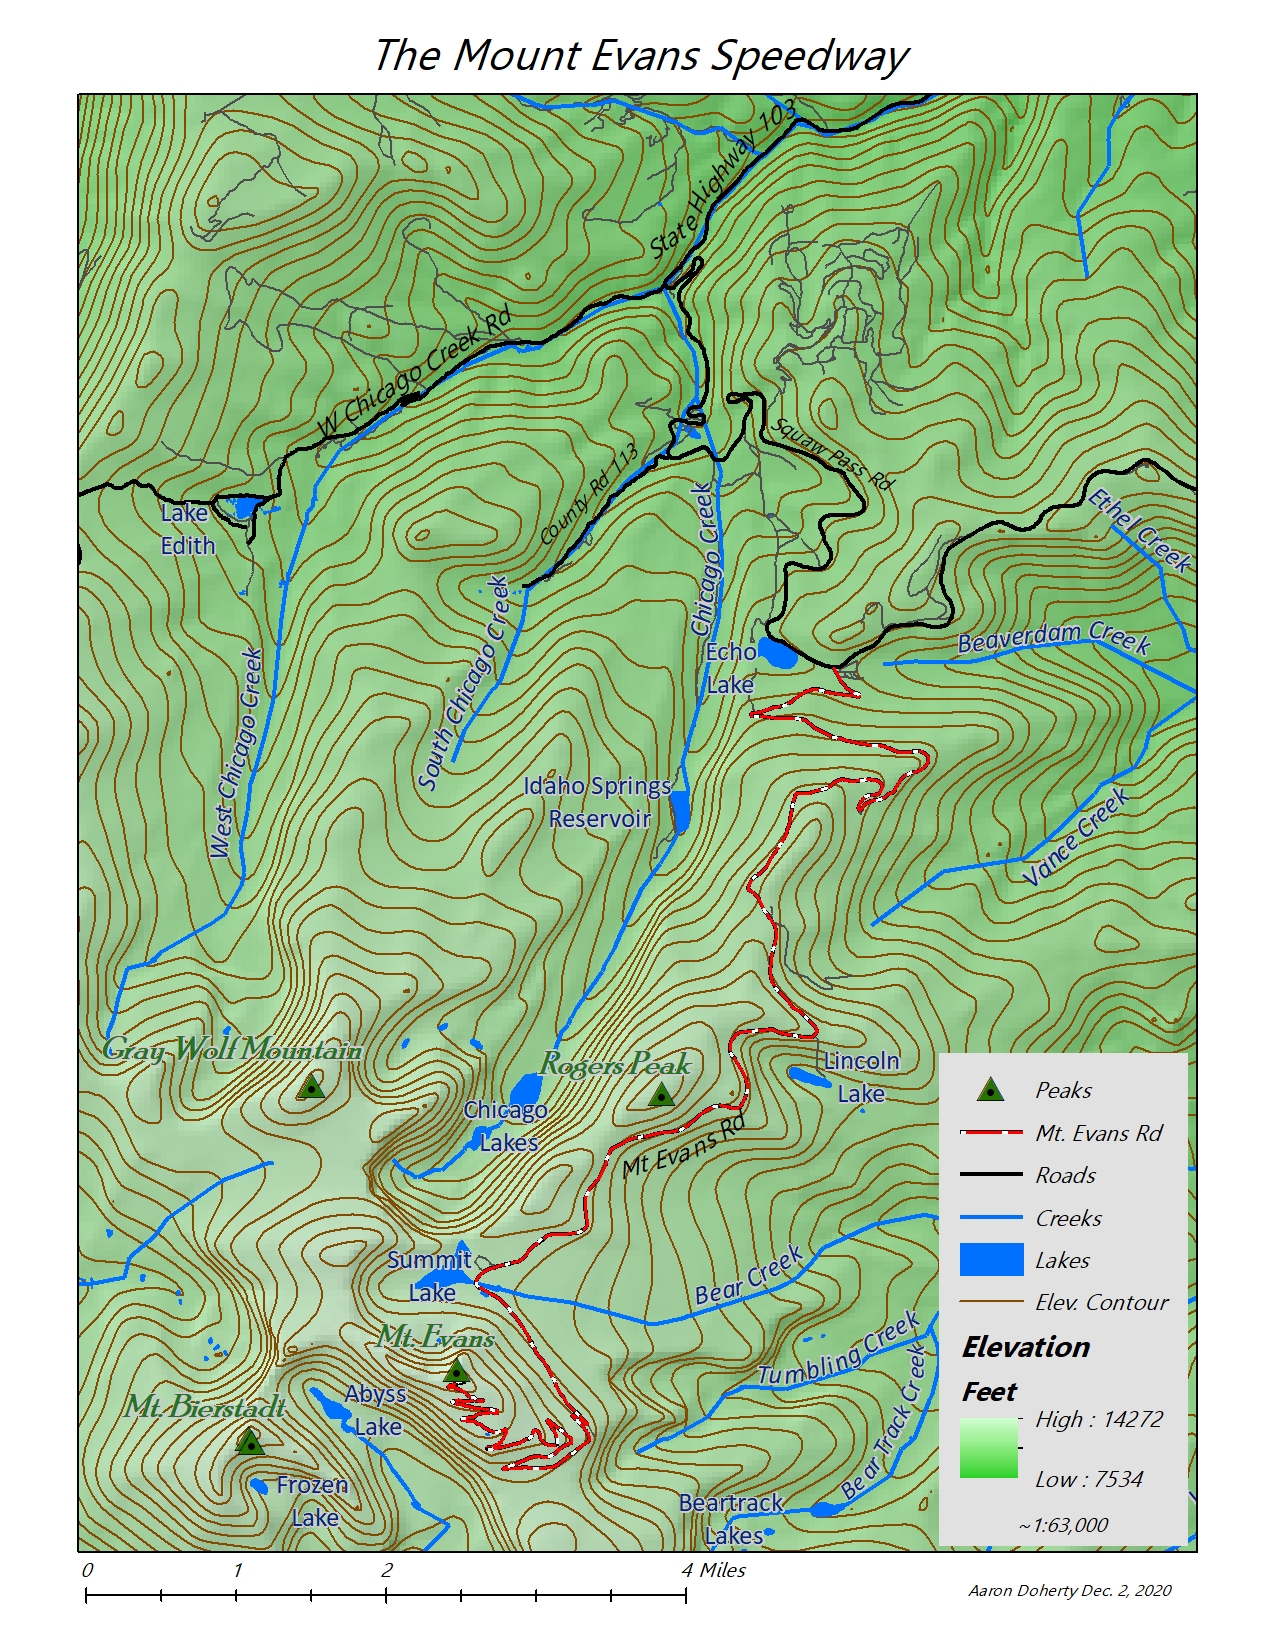 The Mount Evans Speedway
State Highway 103
W Chicago Creek Rd
Squaw Pass Rd
County Rd 113
Lake
Edith
Chicago Creek
Ethel Creek
South Chicago Creek
Echo
Lake
Beaverdam Creek
West Chicago Creek
Idaho Springs
Reservoir
Vance Creek
Gray Wolf Mountain
Rogers Peak
Lincoln
Lake
Chicago
Lakes
Mt Evans Rd
Summit
Lake
Bear Creek
Mt. Evans
Tumbling Creek
Abyss
Lake
Mt. Bierstadt
Bear Track Creek
Frozen
Lake
Beartrack
Lakes
Peaks
Mt. Evans Rd
Roads
Creeks
Lakes
Elev. Contour
Elevation
Feet
High : 14272
Low : 7534
~1:63,000
0 1 2 4 Miles
Aaron Doherty Dec. 2, 2020